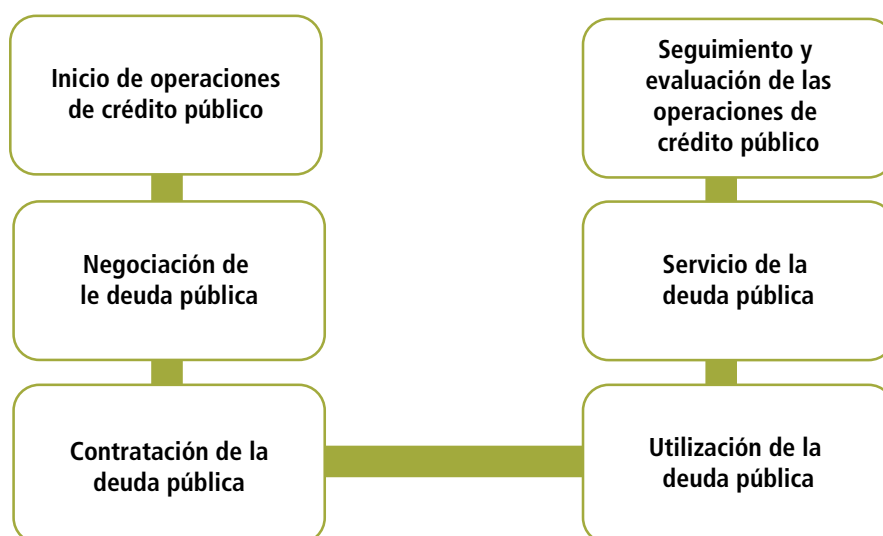 Inicio de operaciones
de crédito público
Negociación de
le deuda pública
Contratación de la
deuda pública
Utilización de la
deuda pública
Servicio de la
deuda pública
Seguimiento y
evaluación de las
operaciones de
crédito público